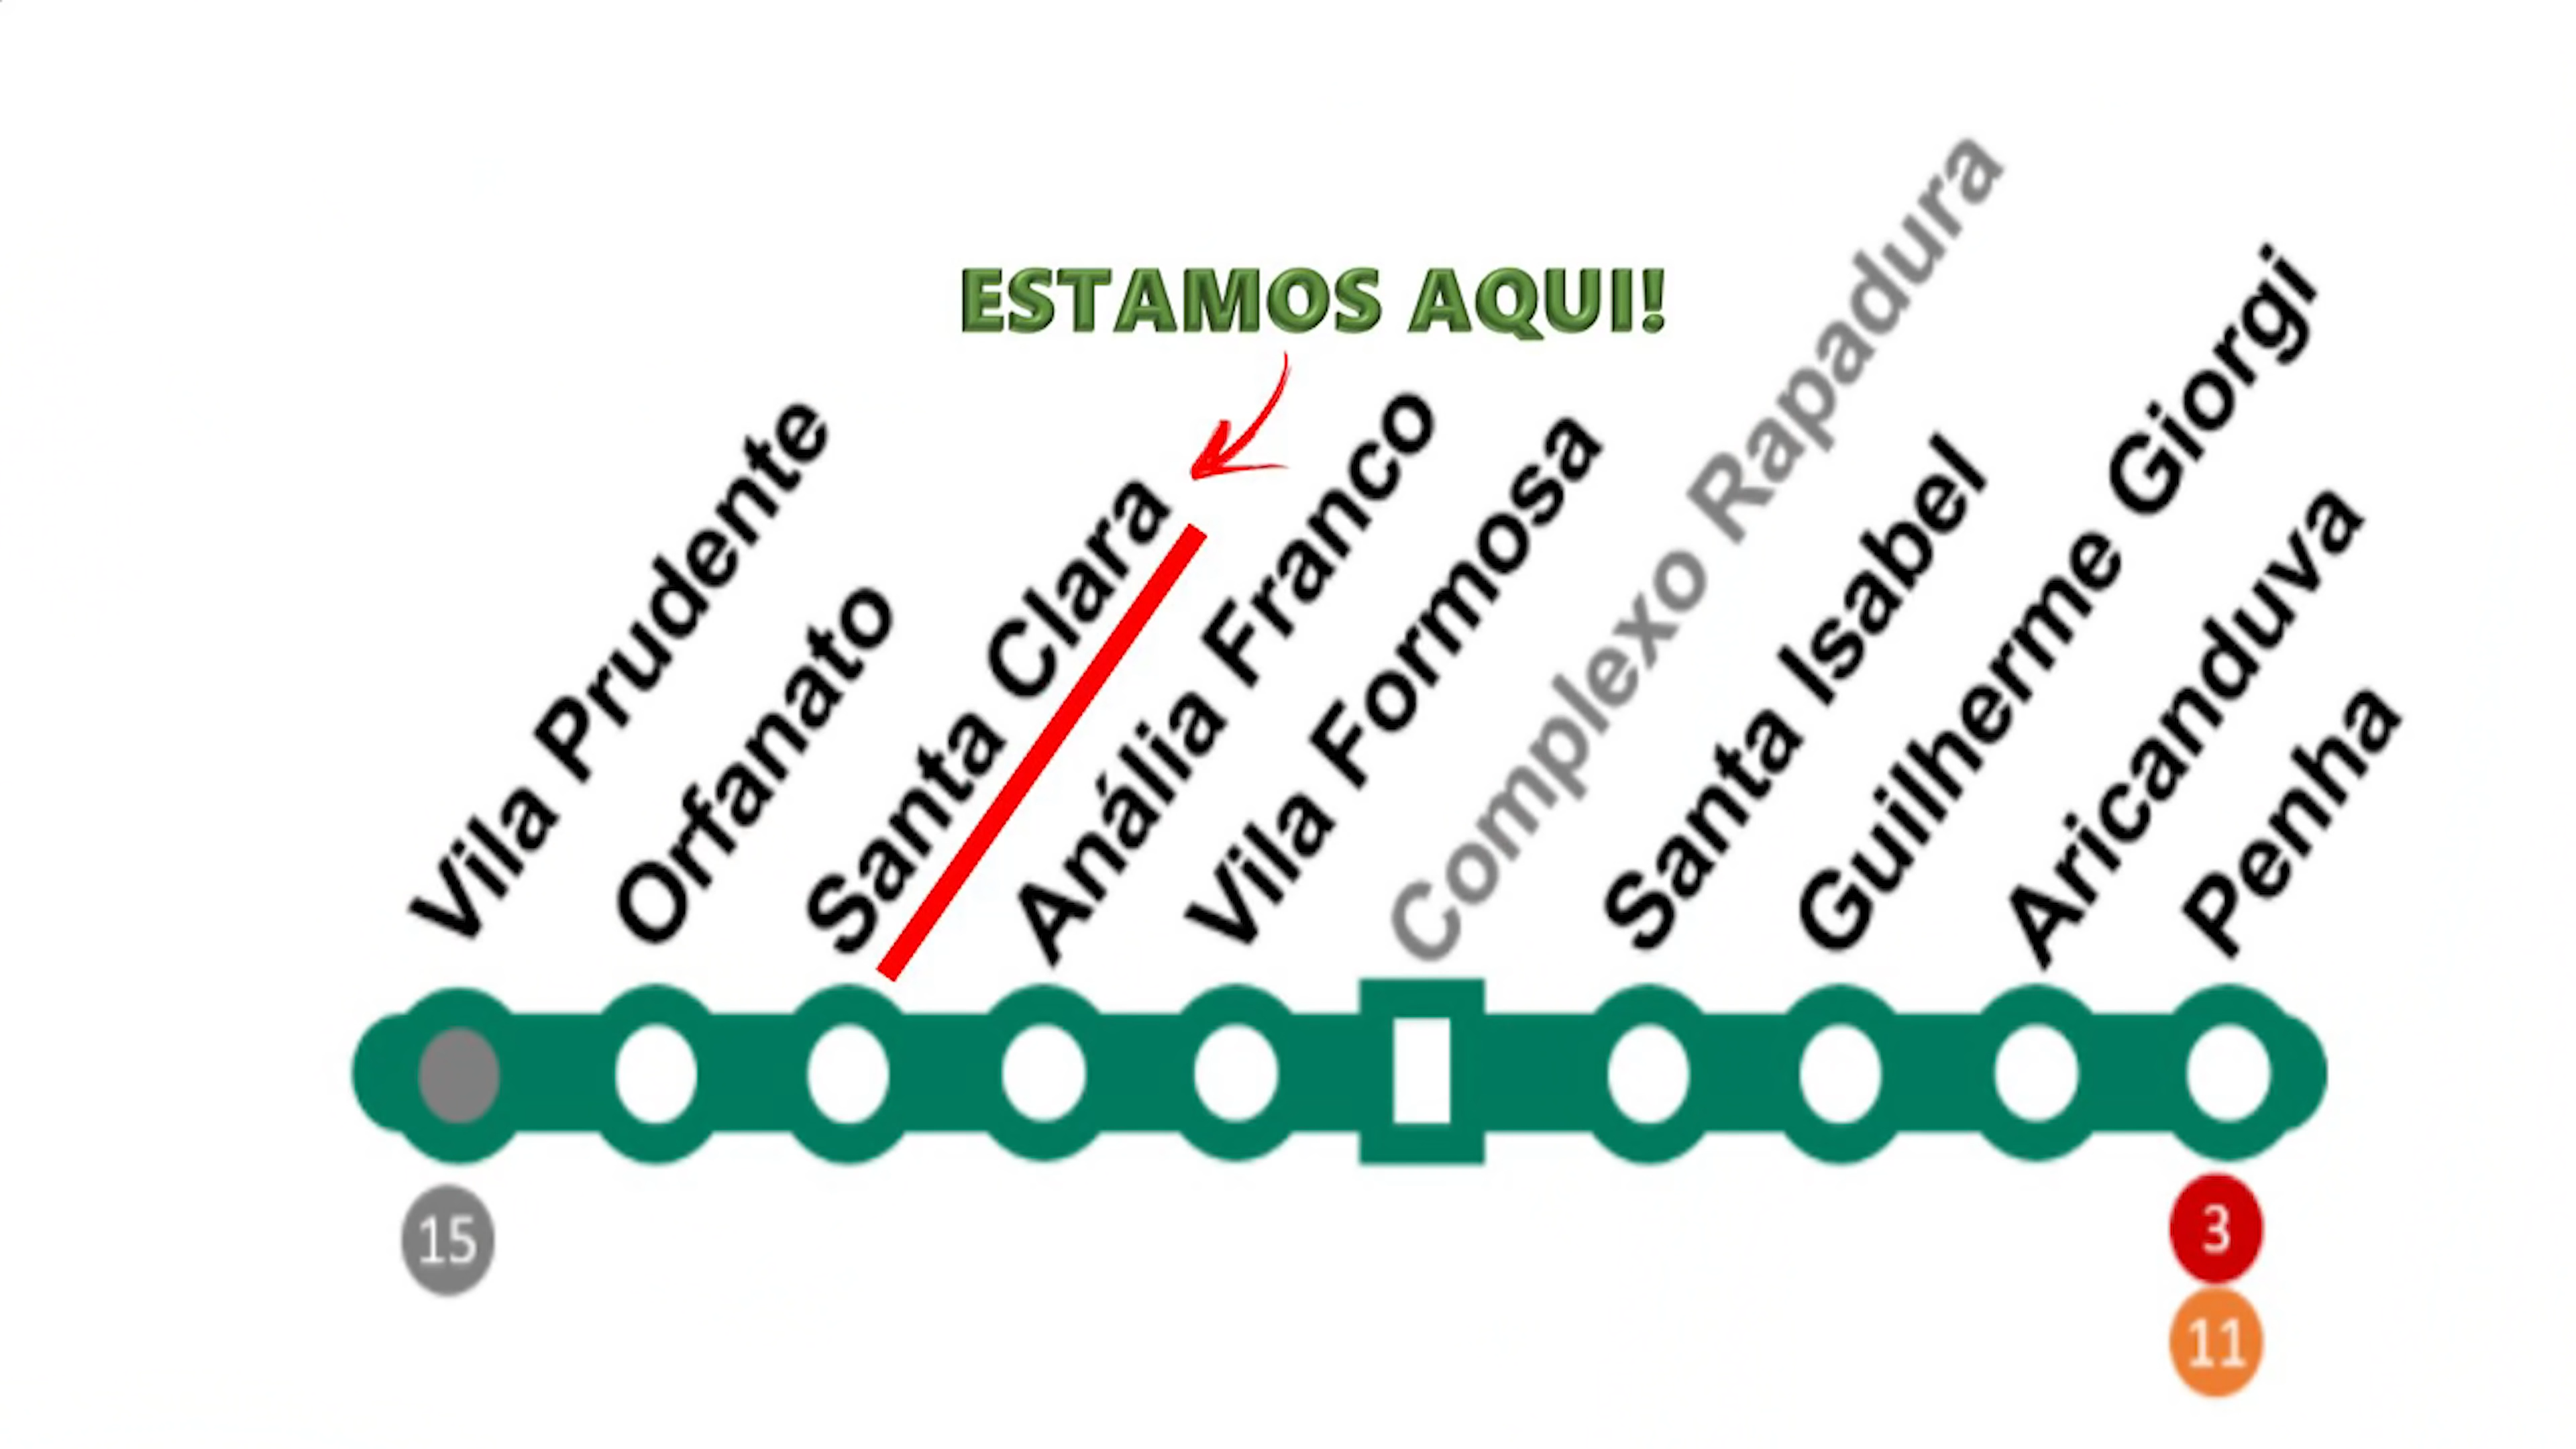 ESTAMOS AQUI!
Vila Prudente
Orfanato
Santa Clara
Anália Franco
Vila Formosa
Complexo Rapadura
Santa Isabel
Guilherme Giorgi
Aricanduva
Penha
15
3
11